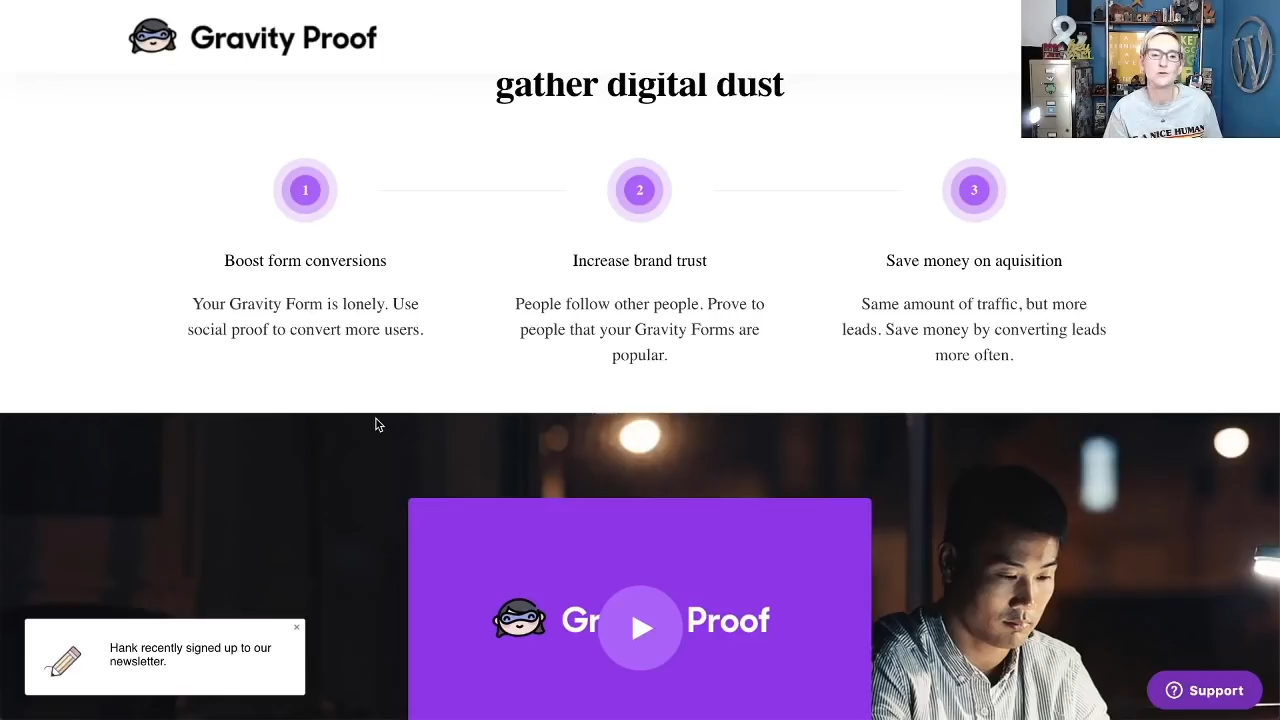 Gravity Proof
gather digital dust
1
2
3
Boost form conversions
Your Gravity Form is lonely. Use
social proof to convert more users.
Increase brand trust
People follow other people. Prove to
people that your Gravity Forms are
popular.
Save money on aquisition
Same amount of traffic, but more
leads. Save money by converting leads
more often.
A NICE HUMAN
Gr Proof
Hank recently signed up to our
newsletter.
×
Support